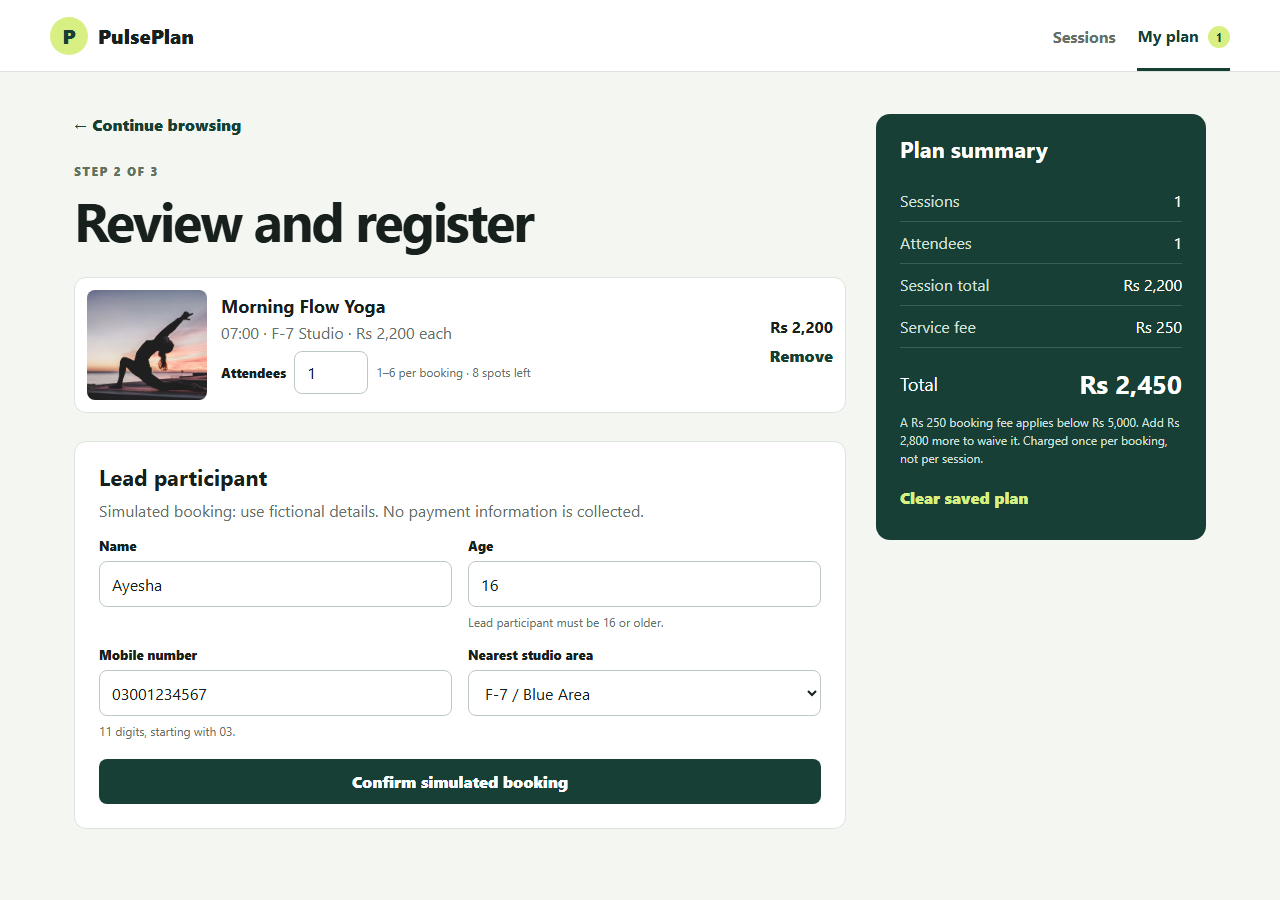 P PulsePlan
Sessions
My plan 1
← Continue browsing
STEP 2 OF 3
Review and register
Morning Flow Yoga
07:00 · F-7 Studio · Rs 2,200 each
Attendees 1 1–6 per booking · 8 spots left
Rs 2,200
Remove
Lead participant
Simulated booking: use fictional details. No payment information is collected.
Name
Ayesha
Age
16
Lead participant must be 16 or older.
Mobile number
03001234567
11 digits, starting with 03.
Nearest studio area
F-7 / Blue Area
Confirm simulated booking
Plan summary
Sessions 1
Attendees 1
Session total Rs 2,200
Service fee Rs 250
Total Rs 2,450
A Rs 250 booking fee applies below Rs 5,000. Add Rs
2,800 more to waive it. Charged once per booking,
not per session.
Clear saved plan